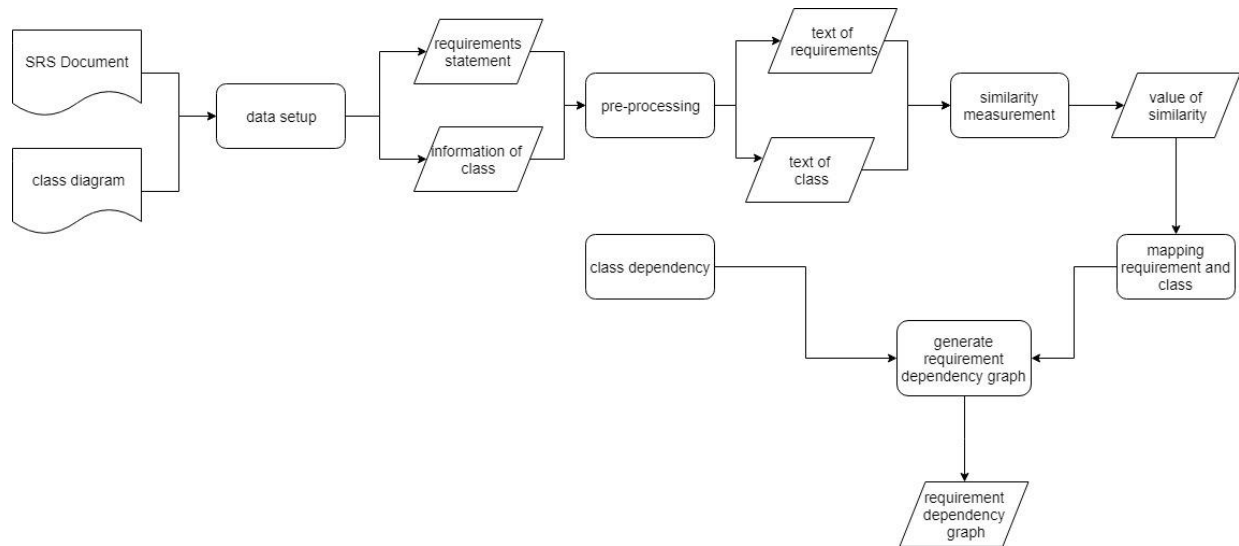 SRS Document
class diagram
data setup
requirements
statement
information of
class
pre-processing
text of
requirements
text of
class
similarity
measurement
value of
similarity
class dependency
mapping
requirement and
class
generate
requirement
dependency graph
requirement
dependency
graph